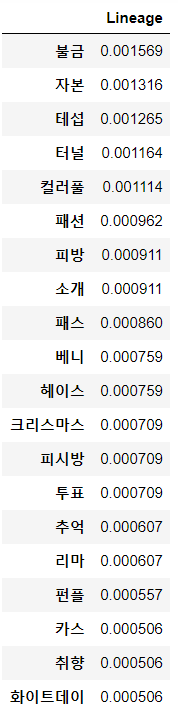 Lineage
불금 0.001569
자본 0.001316
테섭 0.001265
터널 0.001164
컬러풀 0.001114
패션 0.000962
피방 0.000911
소개 0.000911
패스 0.000860
베니 0.000759
헤이스 0.000759
크리스마스 0.000709
피시방 0.000709
투표 0.000709
추억 0.000607
리마 0.000607
펀플 0.000557
카스 0.000506
취향 0.000506
화이트데이 0.000506